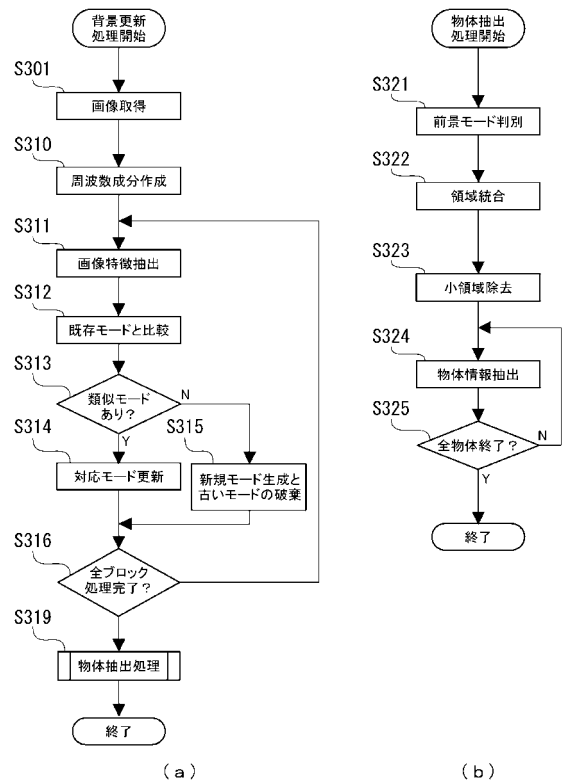 背景更新
処理開始
S301
画像取得
S310
周波数成分作成
S311
画像特徴抽出
S312
既存モードと比較
S313
類似モード
あり?
N
Y
S314
対応モード更新
S315
新規モード生成と
古いモードの破棄
S316
全ブロック
処理完了?
S319
物体抽出処理
終了
(a)
物体抽出
処理開始
S321
前景モード判別
S322
領域統合
S323
小領域除去
S324
物体情報抽出
S325
全物体終了?
N
Y
終了
(b)